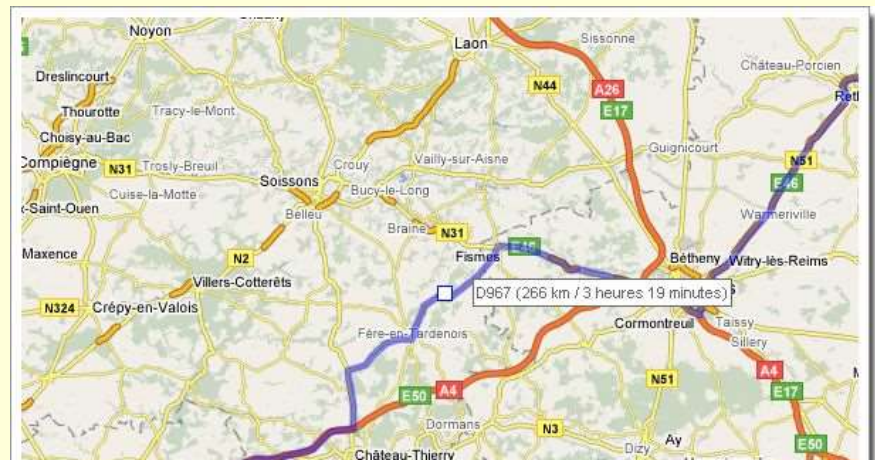 Noyon
Laon
Sissonne
Château-Porcien
Dreslincourt
N44
A26
E17
Thourotte
Tracy-le-Mont
Choisy-au-Bac
Guignicourt
Compiègne
N31
Trosly-Breuil
Crouy
Vailly-sur-Aisne
N51
E46
Soissons
Cuise-la-Motte
Bucy-le-Long
Belleu
Warmeriville
Braine
N31
Maxence
N2
Fismes
E46
Bétheny
Witry-lès-Reims
Villers-Cotterêts
D967 (266 km / 3 heures 19 minutes)
N324
Crépy-en-Valois
Cormontreuil
Taissy
Fère-en-Tardenois
Sillery
A4
N51
E17
E50
A4
Dormans
N3
Ay
Dizy
E50
Château-Thierry